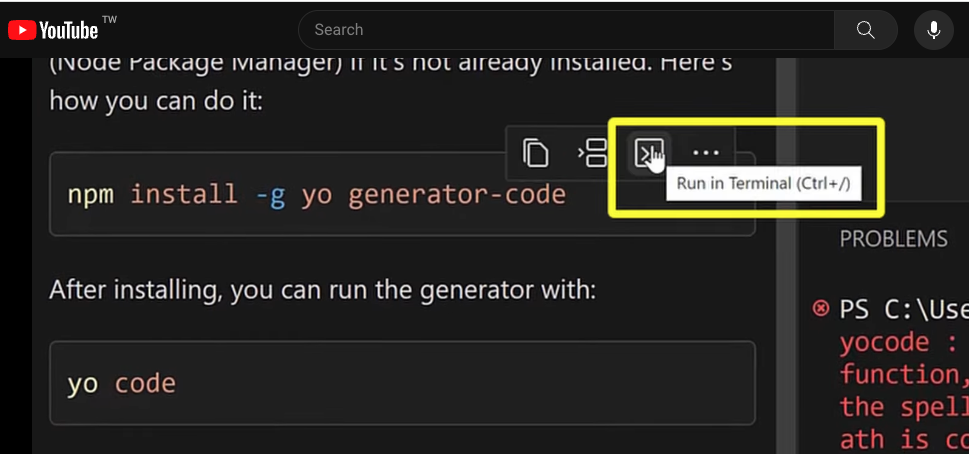 YouTube TW
Search
(Node Package Manager) if it's not already installed. Here's
how you can do it:
npm install -g yo generator-code
Run in Terminal (Ctrl+/)
After installing, you can run the generator with:
yo code
PROBLEMS
PS C:\Use
yocode :
function,
the spell
ath is co